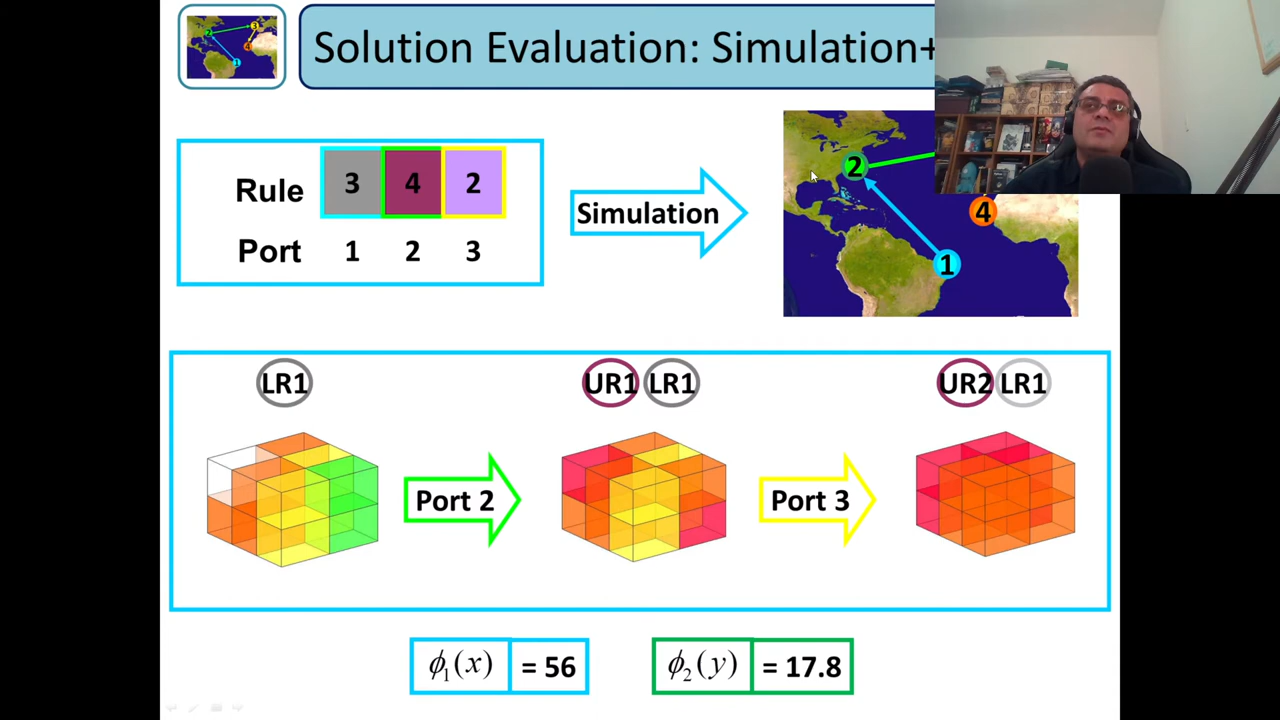 Solution Evaluation: Simulation+
Rule 3 4 2
Port 1 2 3
Simulation
2
4
1
LR1
UR1 LR1
UR2 LR1
Port 2
Port 3
ϕ₁(x) = 56
ϕ₂(y) = 17.8